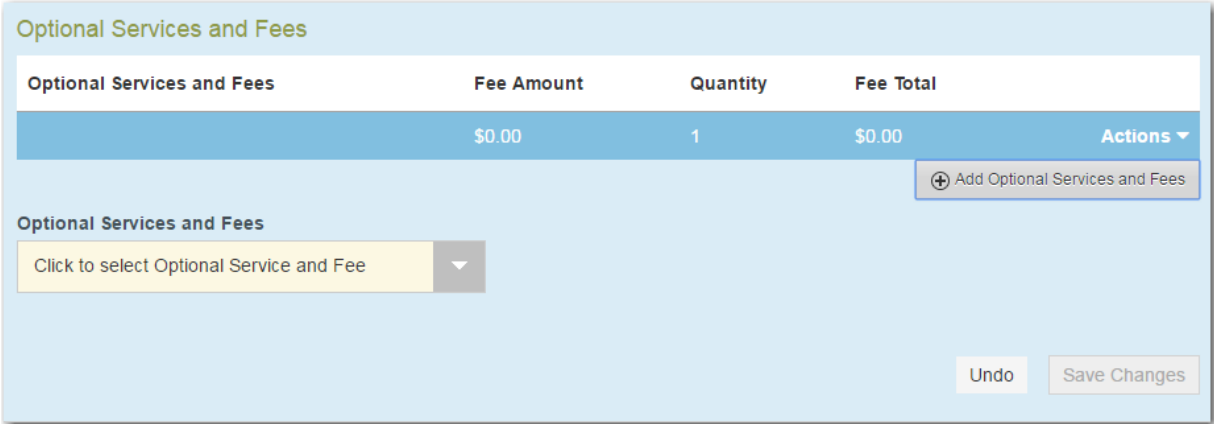 Optional Services and Fees
Optional Services and Fees Fee Amount Quantity Fee Total
$0.00 1 $0.00 Actions
Add Optional Services and Fees
Optional Services and Fees
Click to select Optional Service and Fee
Undo Save Changes